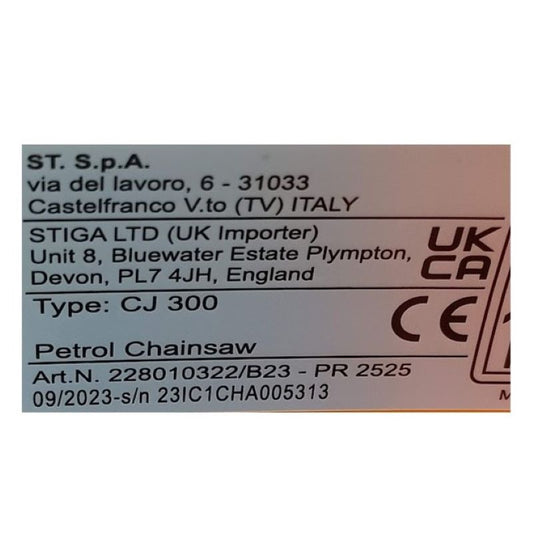 ST. S.p.A.
via del lavoro, 6 - 31033
Castelfranco V.to (TV) ITALY
STIGA LTD (UK Importer)
Unit 8, Bluewater Estate Plympton,
Devon, PL7 4JH, England
UK
CA
Type: CJ 300
CE
Petrol Chainsaw
Art.N. 228010322/B23 - PR 2525
09/2023-s/n 23IC1CHA005313